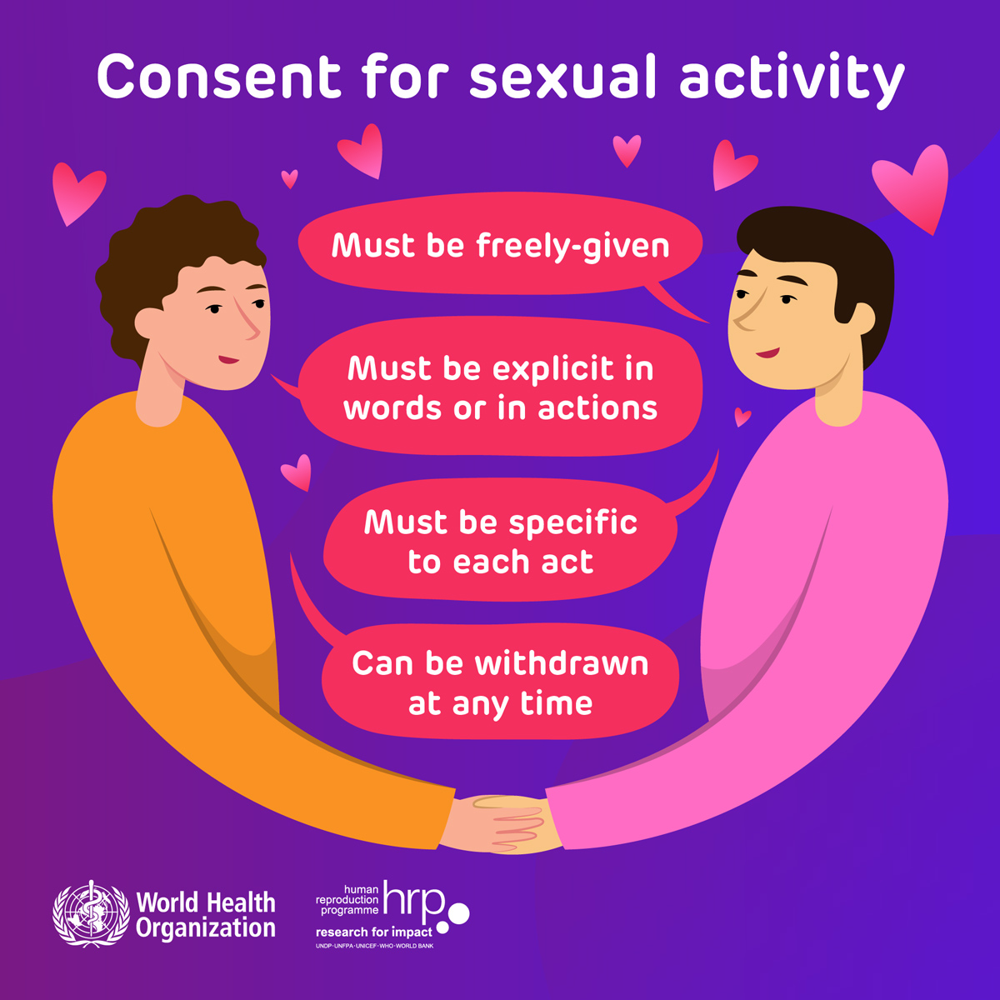 Consent for sexual activity
Must be freely-given
Must be explicit in
words or in actions
Must be specific
to each act
Can be withdrawn
at any time
World Health
Organization
human
reproduction
programme
hrp
research for impact
UNDP·UNFPA·UNICEF·WHO·WORLD BANK